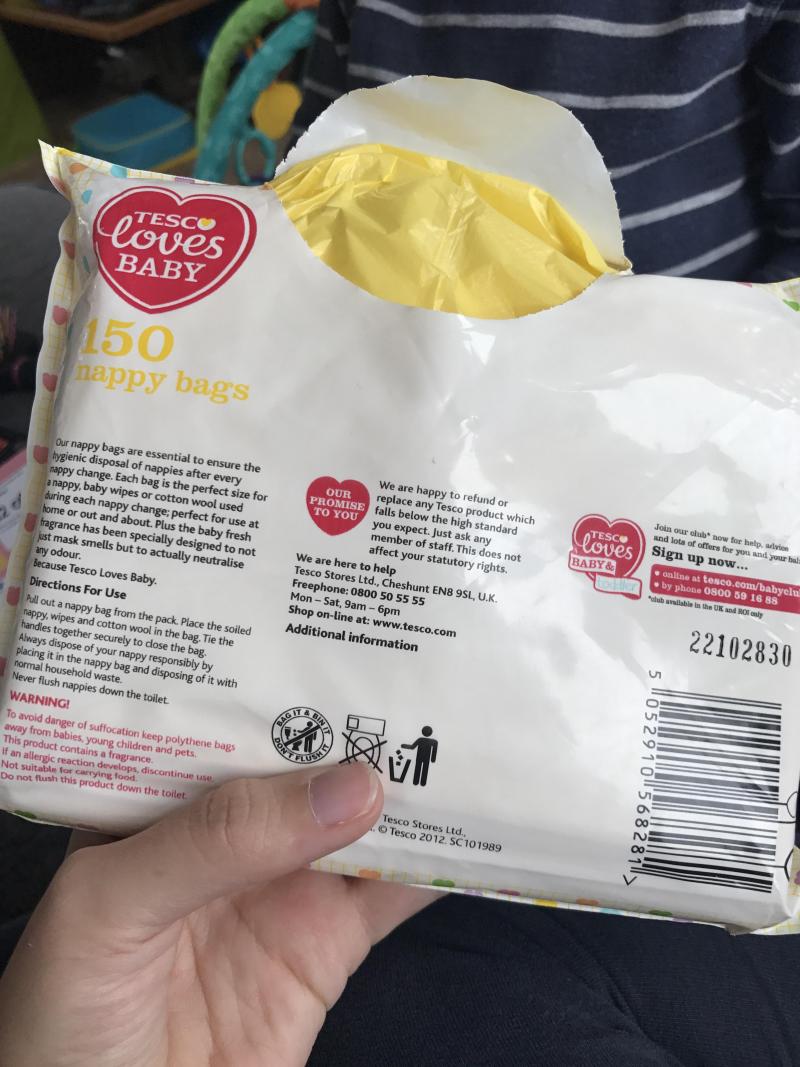 TESCO
loves
BABY
150
nappy bags
Our nappy bags are essential to ensure the
hygienic disposal of nappies after every
nappy change. Each bag is the perfect size for
a nappy, baby wipes or cotton wool used
during each nappy change; perfect for use at
home or out and about. Plus the baby fresh
fragrance has been specially designed to not
just mask smells but to actually neutralise
any odour.
Because Tesco Loves Baby.
Directions For Use
Pull out a nappy bag from the pack. Place the soiled
nappy, wipes and cotton wool in the bag. Tie the
handles together securely to close the bag.
Always dispose of your nappy responsibly by
placing it in the nappy bag and disposing of it with
normal household waste.
Never flush nappies down the toilet.
WARNING!
To avoid danger of suffocation keep polythene bags
away from babies, young children and pets.
This product contains a fragrance.
If an allergic reaction develops, discontinue use.
Not suitable for carrying food.
Do not flush this product down the toilet.
OUR
PROMISE
TO YOU
We are happy to refund or
replace any Tesco product which
falls below the high standard
you expect. Just ask any
member of staff. This does not
affect your statutory rights.
We are here to help
Tesco Stores Ltd., Cheshunt EN8 9SL, U.K.
Freephone: 0800 50 55 55
Mon – Sat, 9am – 6pm
Shop on-line at: www.tesco.com
Additional information
BAG IT & BIN IT
DON'T FLUSH IT
Tesco Stores Ltd.,
© Tesco 2012. SC101989
TESCO
loves
BABY &
toddler
Join our club* now for help, advice
and lots of offers for you and your
Sign up now...
• online at tesco.com/babyclu
• by phone 0800 59 16 88
*club available in the UK and ROI only
22102830
5 052910 568281 >